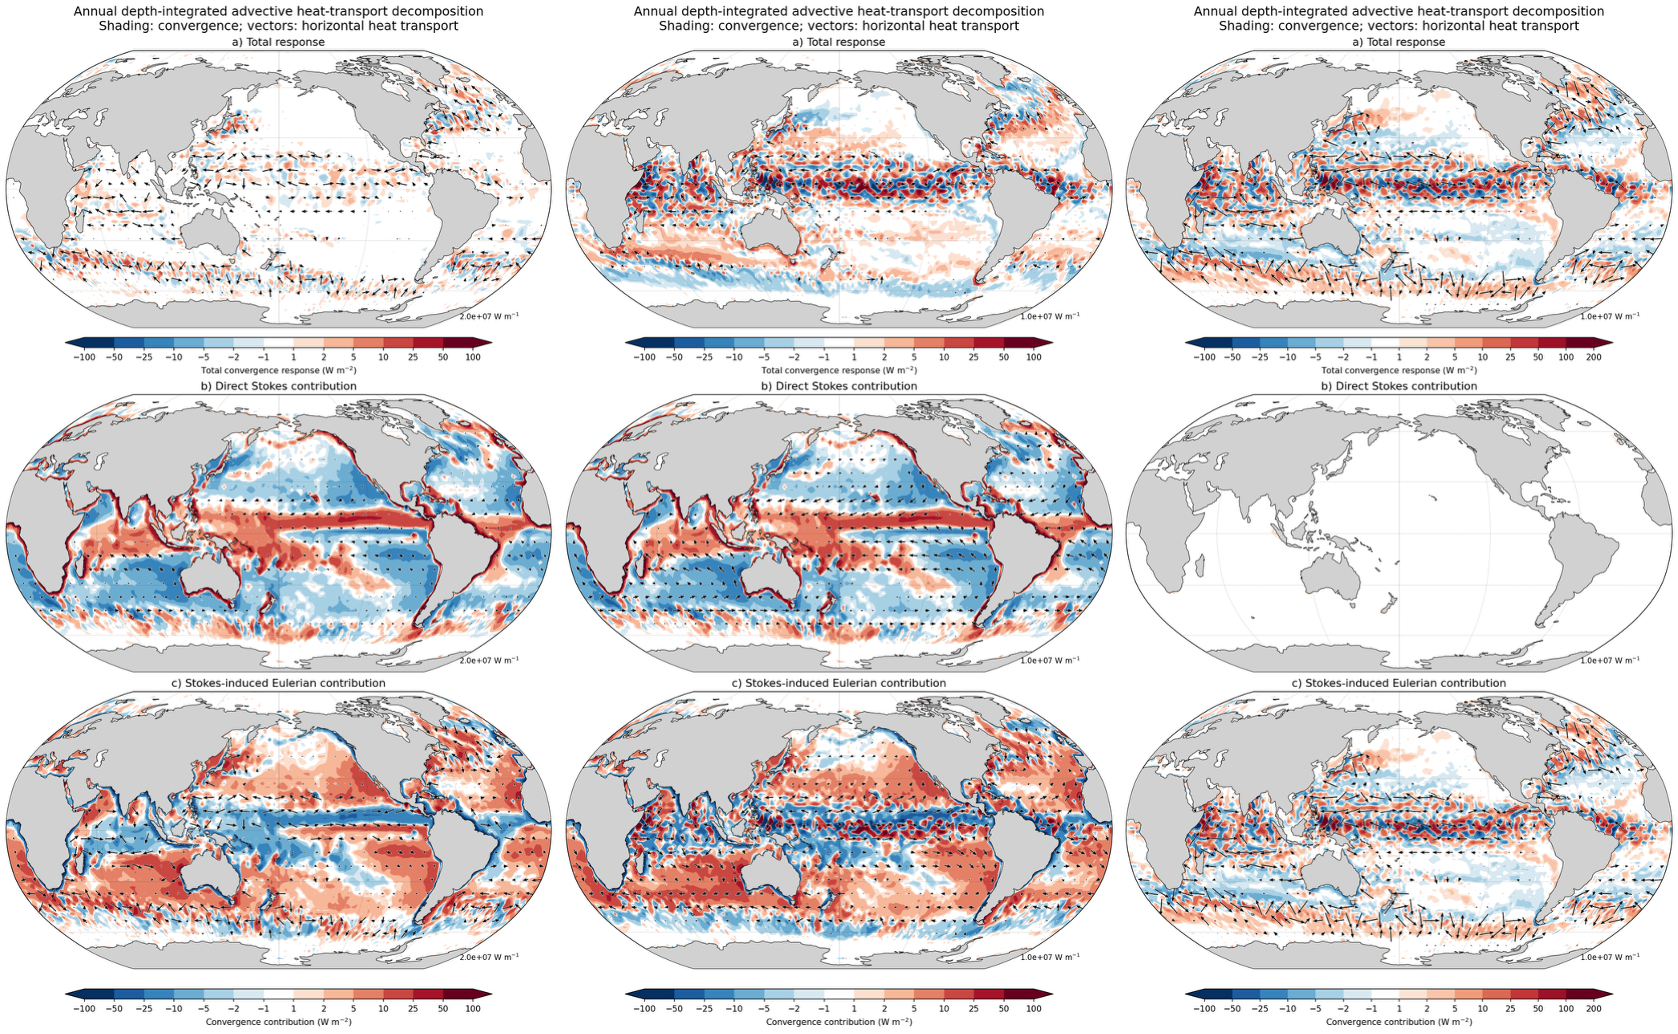 Annual depth-integrated advective heat-transport decomposition
Shading: convergence; vectors: horizontal heat transport
a) Total response
2.0e+07 W m⁻¹
−100 −50 −25 −10 −5 −2 −1 1 2 5 10 25 50 100
Total convergence response (W m⁻²)
b) Direct Stokes contribution
2.0e+07 W m⁻¹
c) Stokes-induced Eulerian contribution
2.0e+07 W m⁻¹
−100 −50 −25 −10 −5 −2 −1 1 2 5 10 25 50 100
Convergence contribution (W m⁻²)
Annual depth-integrated advective heat-transport decomposition
Shading: convergence; vectors: horizontal heat transport
a) Total response
1.0e+07 W m⁻¹
−100 −50 −25 −10 −5 −2 −1 1 2 5 10 25 50 100
Total convergence response (W m⁻²)
b) Direct Stokes contribution
1.0e+07 W m⁻¹
c) Stokes-induced Eulerian contribution
1.0e+07 W m⁻¹
−100 −50 −25 −10 −5 −2 −1 1 2 5 10 25 50 100
Convergence contribution (W m⁻²)
Annual depth-integrated advective heat-transport decomposition
Shading: convergence; vectors: horizontal heat transport
a) Total response
1.0e+07 W m⁻¹
−100 −50 −25 −10 −5 −2 −1 1 2 5 10 25 50 100 200
Total convergence response (W m⁻²)
b) Direct Stokes contribution
1.0e+07 W m⁻¹
c) Stokes-induced Eulerian contribution
1.0e+07 W m⁻¹
−100 −50 −25 −10 −5 −2 −1 1 2 5 10 25 50 100 200
Convergence contribution (W m⁻²)